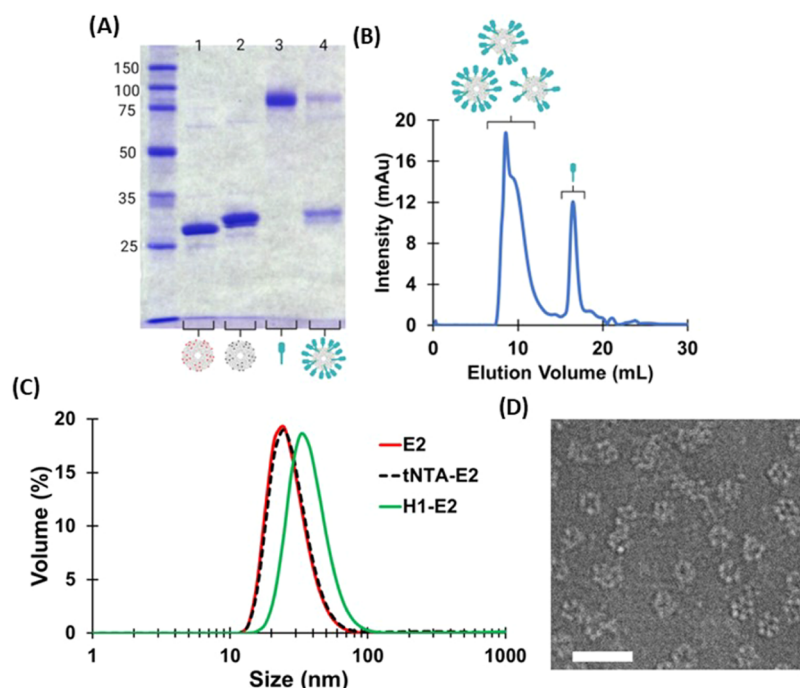 (A)
1 2 3 4
150
100
75
50
35
25
(B)
20
16
12
8
4
0
Intensity (mAu)
0 10 20 30
Elution Volume (mL)
(C)
20
15
10
5
0
Volume (%)
E2
tNTA-E2
H1-E2
1 10 100 1000
Size (nm)
(D)